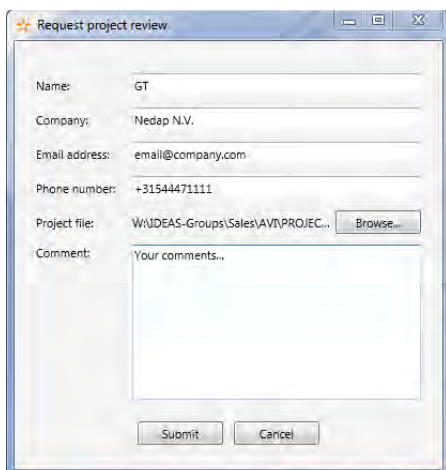 Request project review
Name: GT
Company: Nedap N.V.
Email address: email@company.com
Phone number: +31544471111
Project file: W:\IDEAS-Groups\Sales\AVI\PROJEC... Browse...
Comment: Your comments...
Submit Cancel